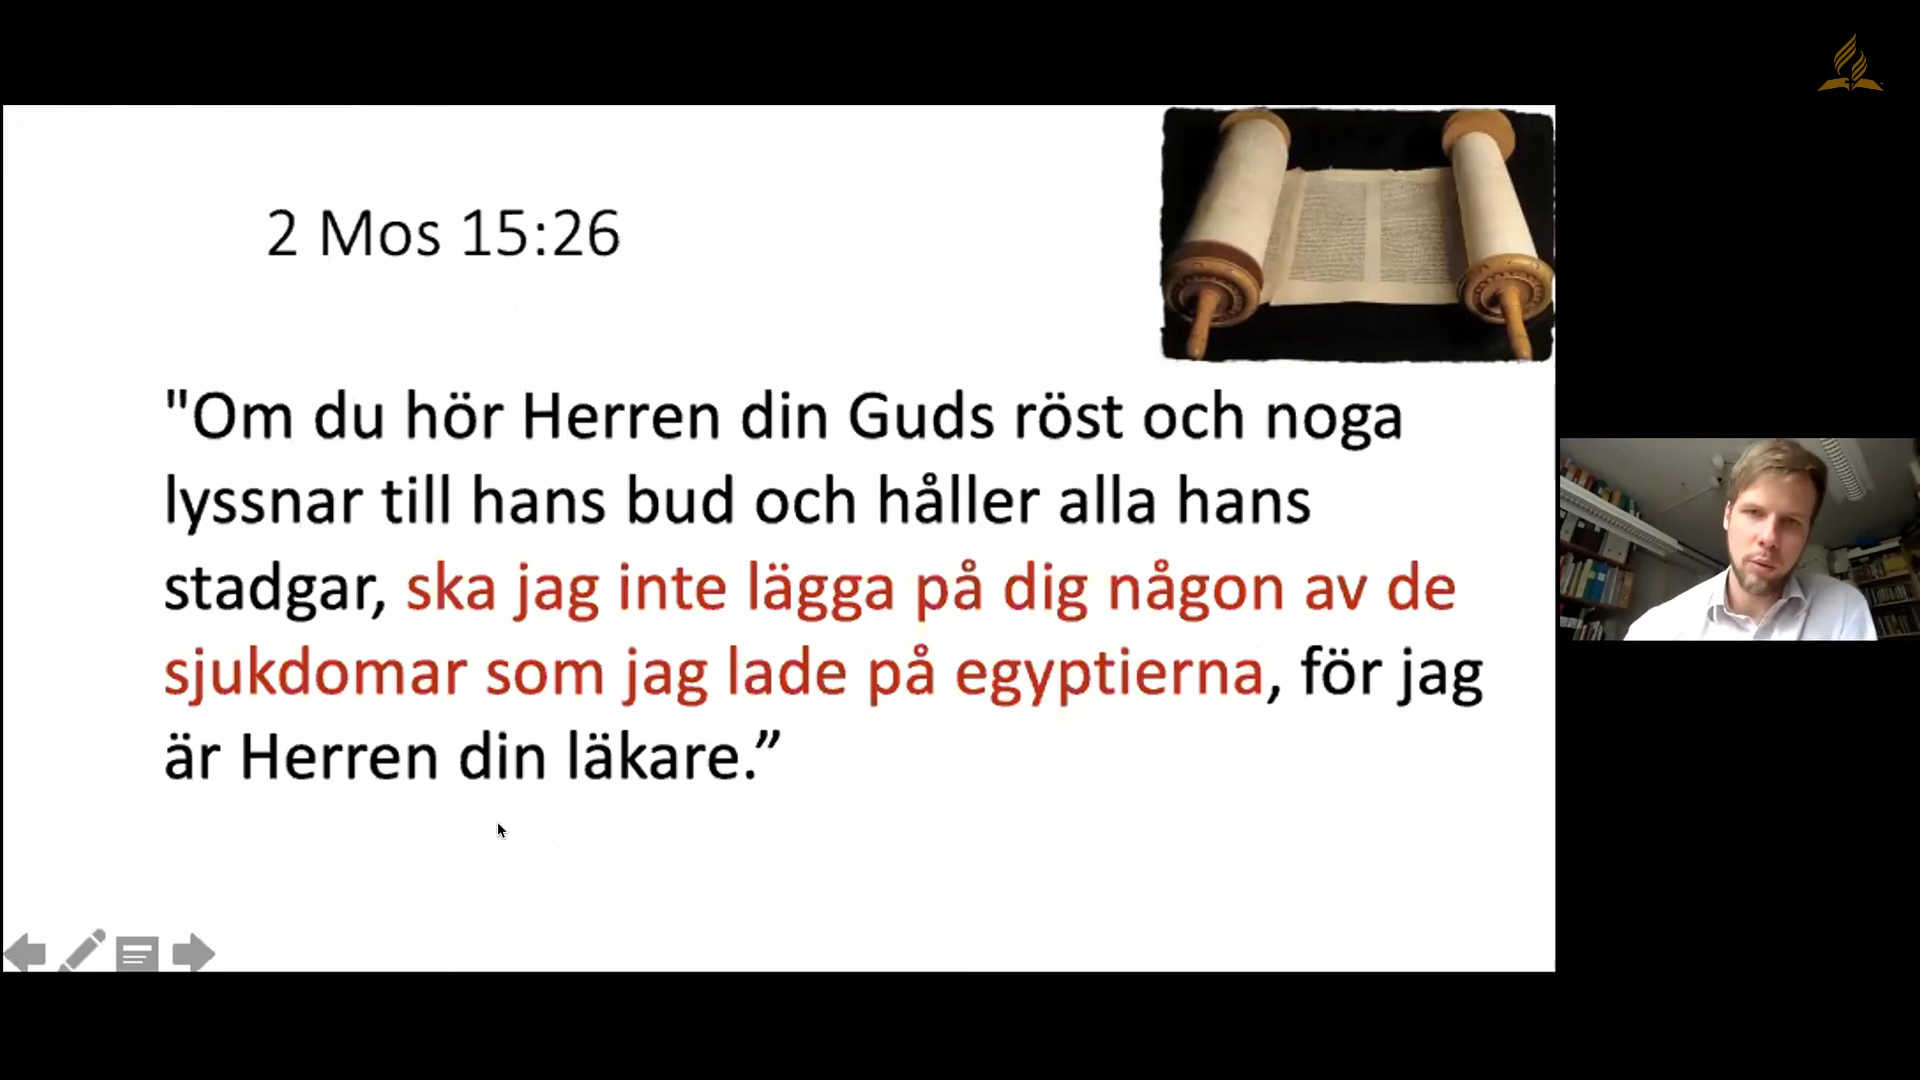 2 Mos 15:26
"Om du hör Herren din Guds röst och noga
lyssnar till hans bud och håller alla hans
stadgar, ska jag inte lägga på dig någon av de
sjukdomar som jag lade på egyptierna, för jag
är Herren din läkare.”